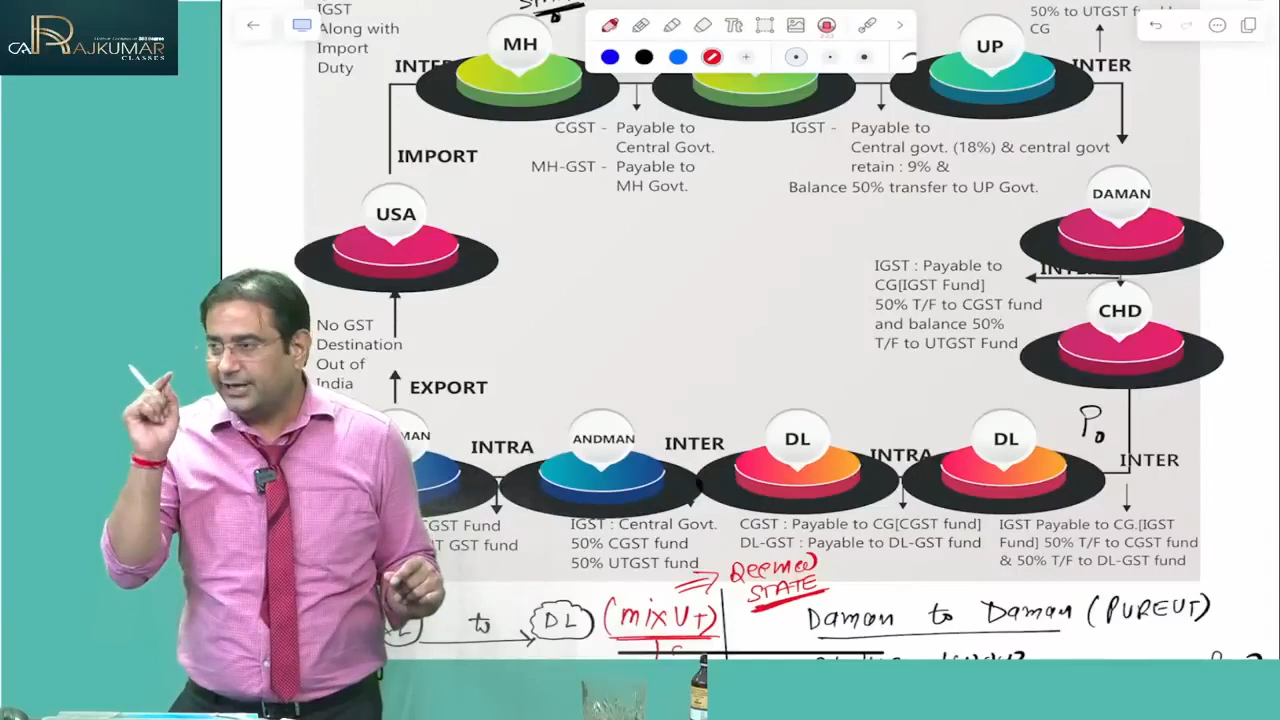 CA RAJKUMAR
CLASSES
IGST
Along with
Import
Duty
MH
UP
50% to UTGST
CG
INTER
IMPORT
CGST - Payable to
Central Govt.
MH-GST - Payable to
MH Govt.
IGST - Payable to
Central govt. (18%) & central govt
retain : 9% &
Balance 50% transfer to UP Govt.
USA
DAMAN
IGST : Payable to
CG[IGST Fund]
50% T/F to CGST fund
and balance 50%
T/F to UTGST Fund
CHD
No GST
Destination
Out of
India
EXPORT
INTRA
ANDMAN
INTER
DL
INTRA
DL
INTER
CGST Fund
GST fund
IGST : Central Govt.
50% CGST fund
50% UTGST fund
CGST : Payable to CG[CGST fund]
DL-GST : Payable to DL-GST fund
IGST Payable to CG.[IGST
Fund] 50% T/F to CGST fund
& 50% T/F to DL-GST fund
Deemed
STATE
to DL (mix UT)
Daman to Daman (PURE UT)